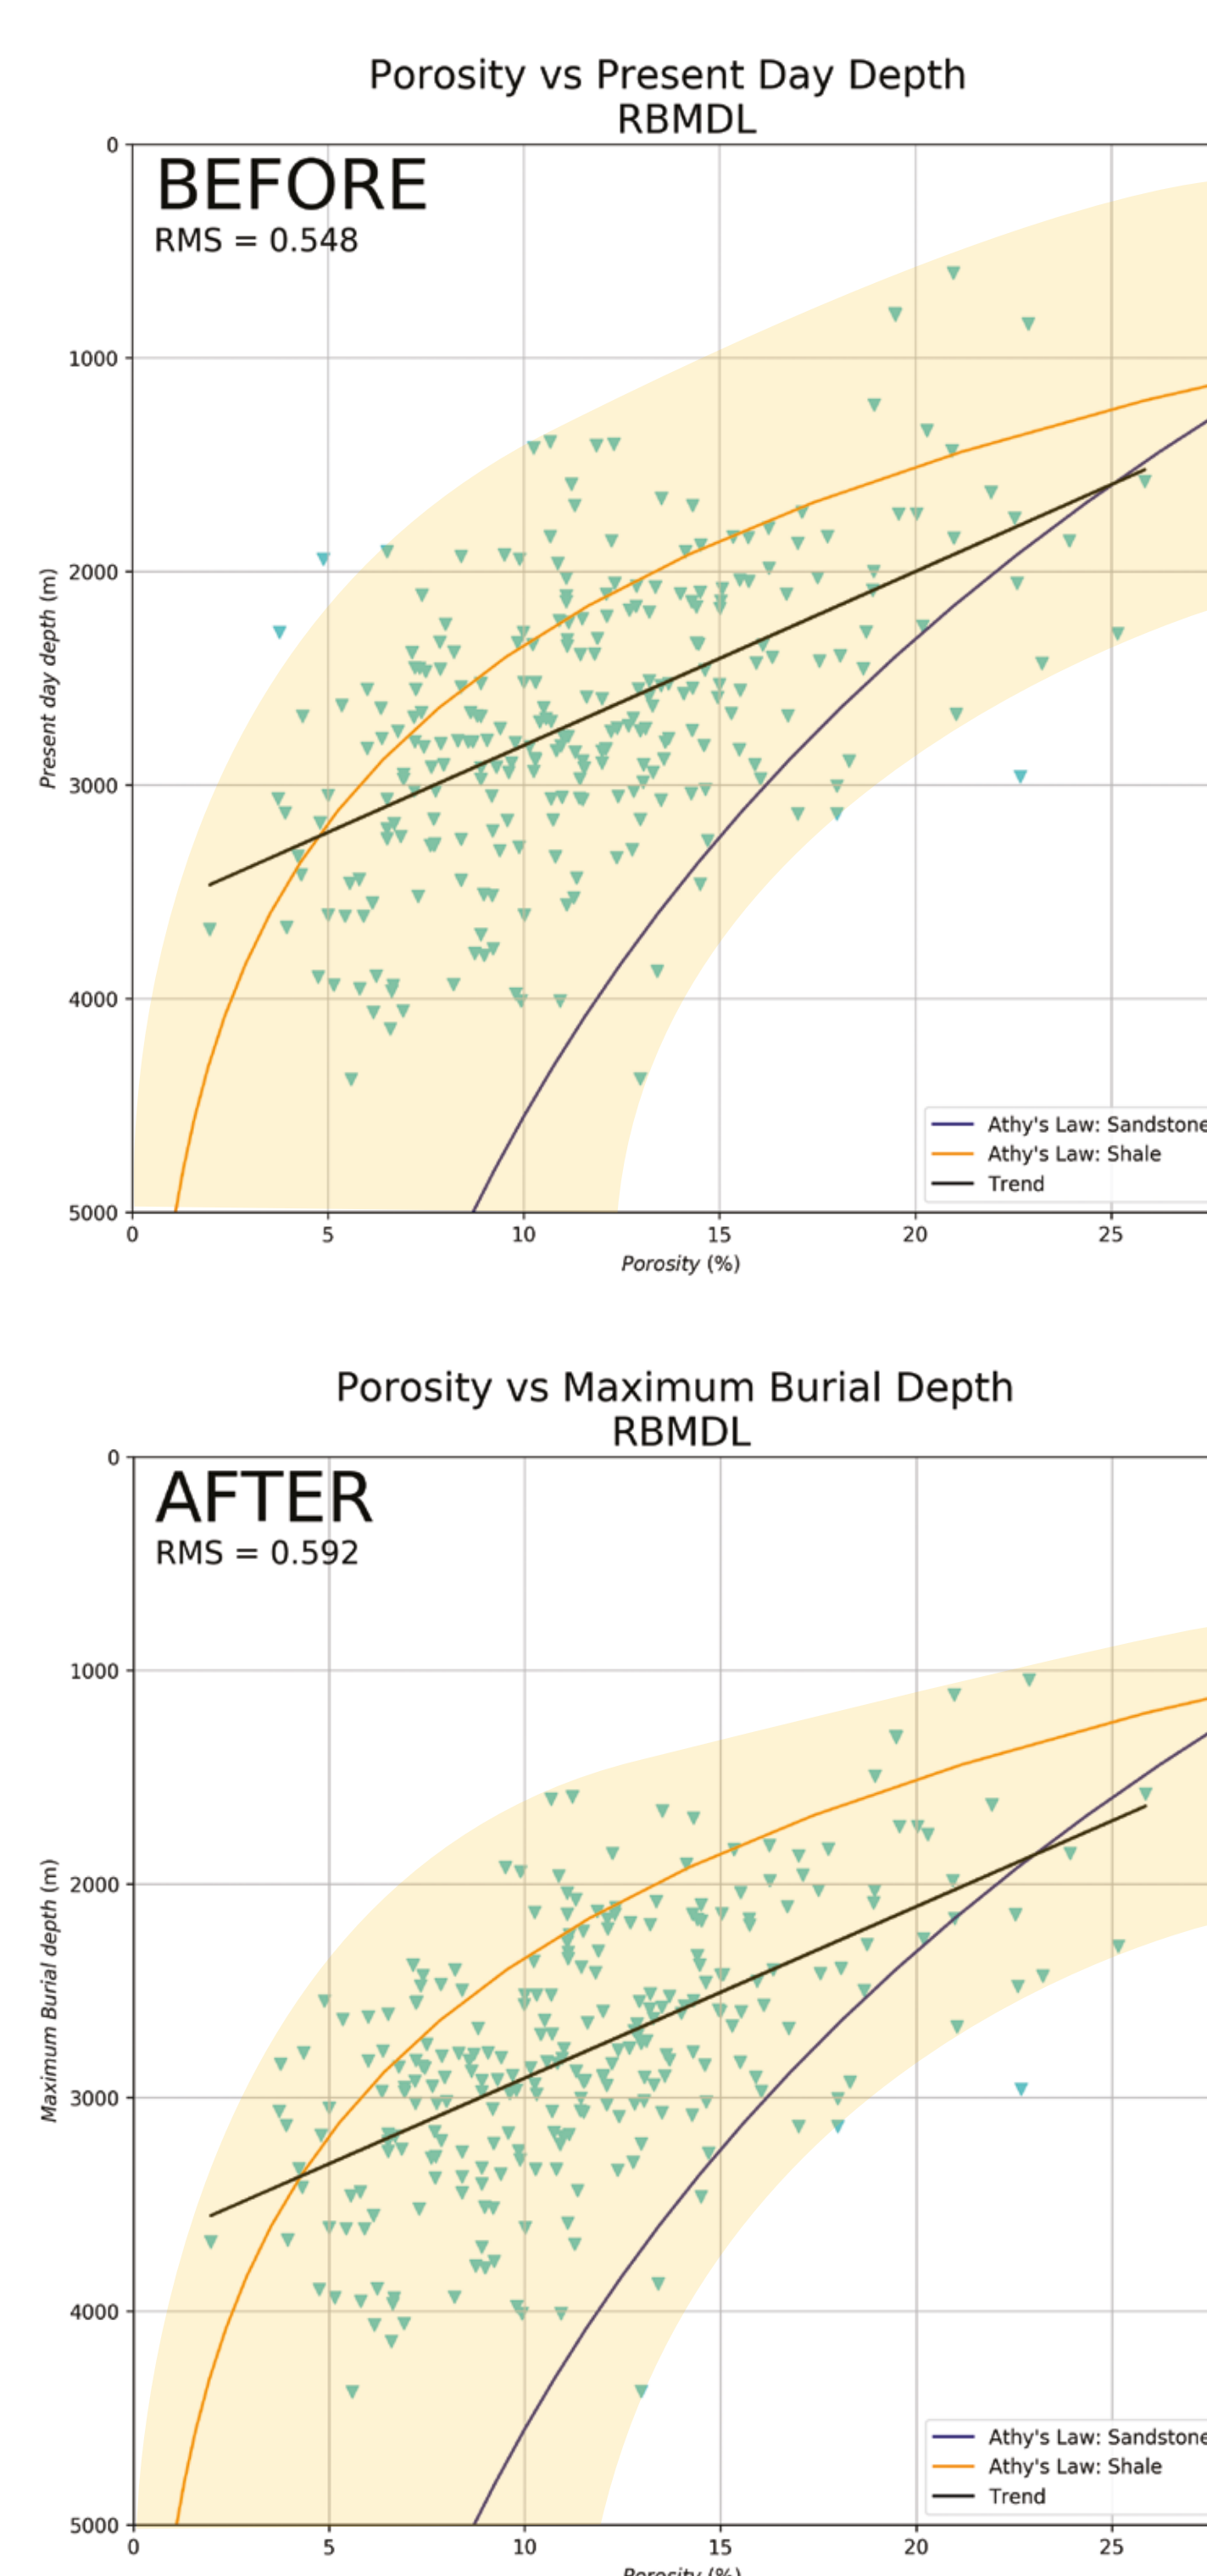 Porosity vs Present Day Depth
RBMDL
BEFORE
RMS = 0.548
0
1000
2000
3000
4000
5000
Present day depth (m)
0 5 10 15 20 25
Porosity (%)
Athy's Law: Sandstone
Athy's Law: Shale
Trend
Porosity vs Maximum Burial Depth
RBMDL
AFTER
RMS = 0.592
0
1000
2000
3000
4000
5000
Maximum Burial depth (m)
0 5 10 15 20 25
Porosity (%)
Athy's Law: Sandstone
Athy's Law: Shale
Trend